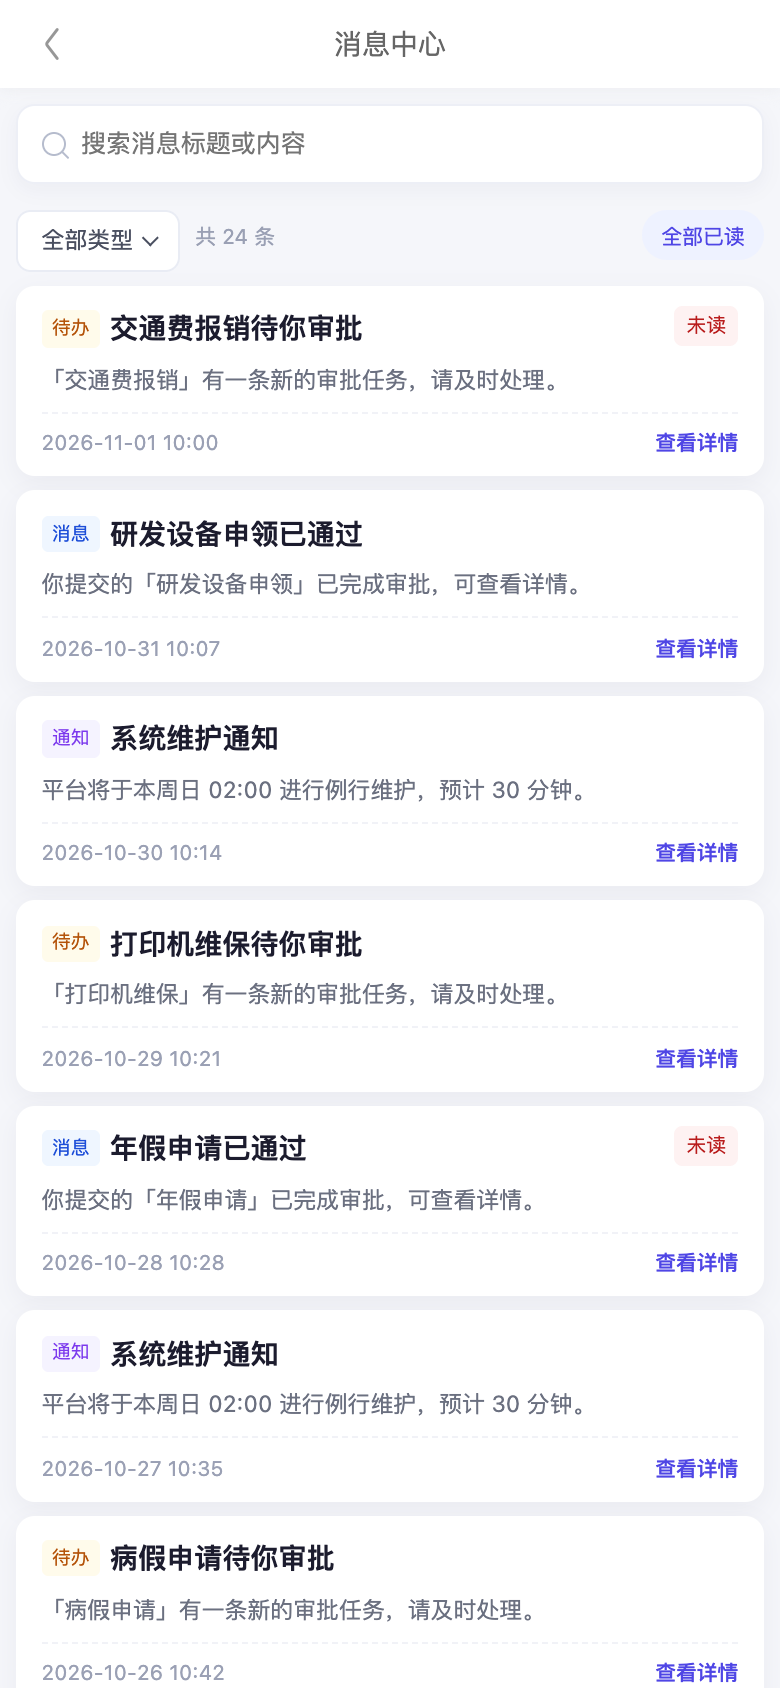 消息中心
搜索消息标题或内容
全部类型 共 24 条 全部已读
待办 交通费报销待你审批 未读
「交通费报销」有一条新的审批任务，请及时处理。
2026-11-01 10:00 查看详情
消息 研发设备申领已通过
你提交的「研发设备申领」已完成审批，可查看详情。
2026-10-31 10:07 查看详情
通知 系统维护通知
平台将于本周日 02:00 进行例行维护，预计 30 分钟。
2026-10-30 10:14 查看详情
待办 打印机维保待你审批
「打印机维保」有一条新的审批任务，请及时处理。
2026-10-29 10:21 查看详情
消息 年假申请已通过 未读
你提交的「年假申请」已完成审批，可查看详情。
2026-10-28 10:28 查看详情
通知 系统维护通知
平台将于本周日 02:00 进行例行维护，预计 30 分钟。
2026-10-27 10:35 查看详情
待办 病假申请待你审批
「病假申请」有一条新的审批任务，请及时处理。
2026-10-26 10:42 查看详情